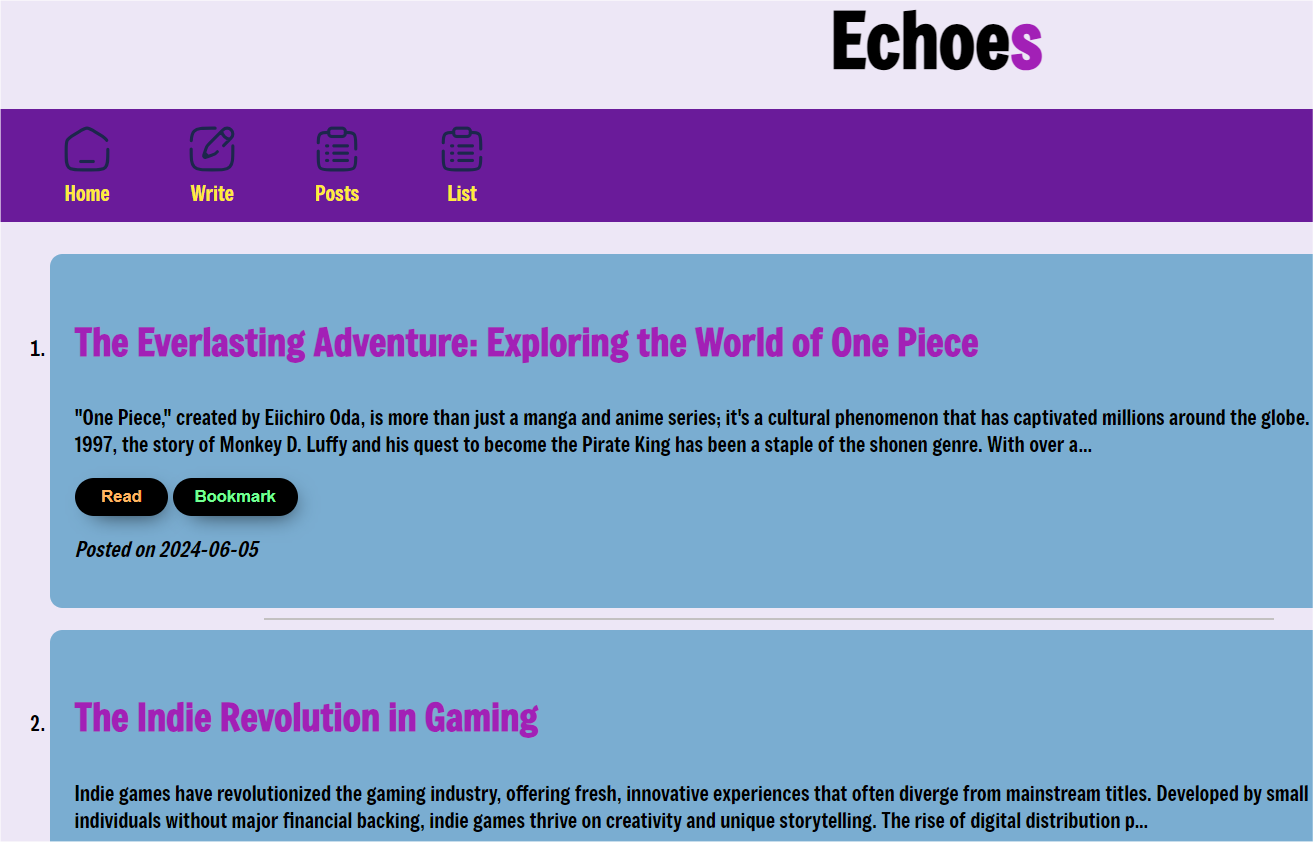 Echoes
Home Write Posts List
1. The Everlasting Adventure: Exploring the World of One Piece
"One Piece," created by Eiichiro Oda, is more than just a manga and anime series; it's a cultural phenomenon that has captivated millions around the globe.
1997, the story of Monkey D. Luffy and his quest to become the Pirate King has been a staple of the shonen genre. With over a...
Read Bookmark
Posted on 2024-06-05
2. The Indie Revolution in Gaming
Indie games have revolutionized the gaming industry, offering fresh, innovative experiences that often diverge from mainstream titles. Developed by small
individuals without major financial backing, indie games thrive on creativity and unique storytelling. The rise of digital distribution p...